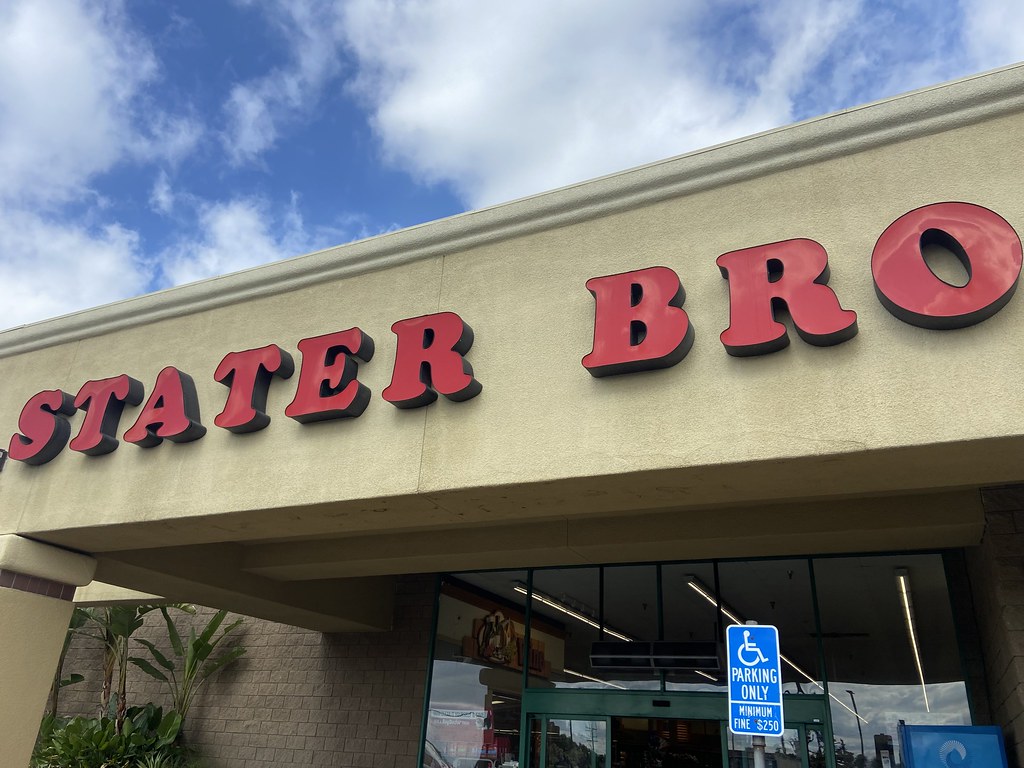 STATER BRO
PARKING
ONLY
MINIMUM
FINE $250